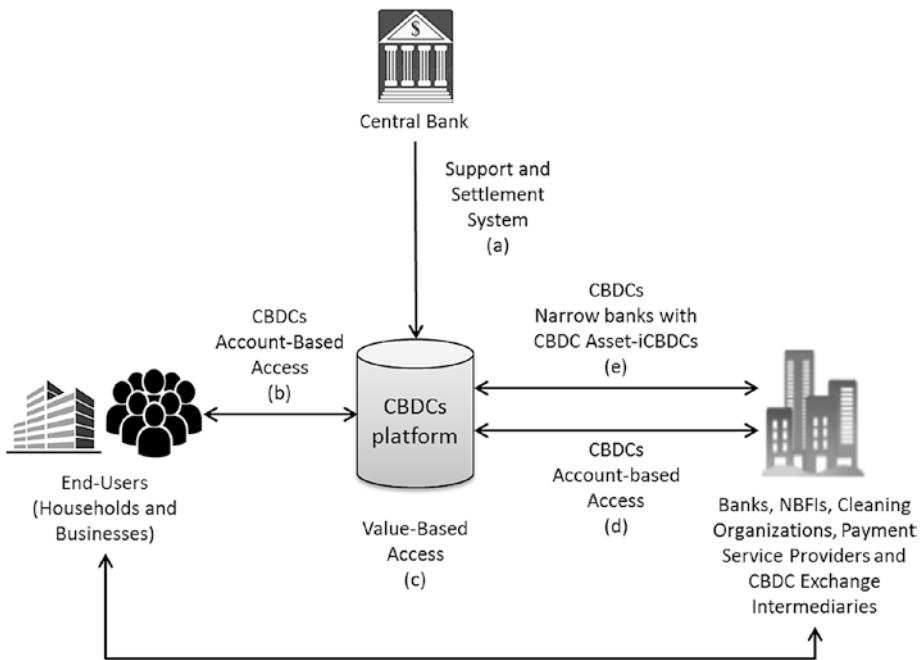 $
Central Bank
Support and
Settlement
System
(a)
CBDCs
Account-Based
Access
(b)
CBDCs
Narrow banks with
CBDC Asset-iCBDCs
(e)
CBDCs
platform
CBDCs
Account-based
Access
(d)
End-Users
(Households and
Businesses)
Value-Based
Access
(c)
Banks, NBFIs, Cleaning
Organizations, Payment
Service Providers and
CBDC Exchange
Intermediaries